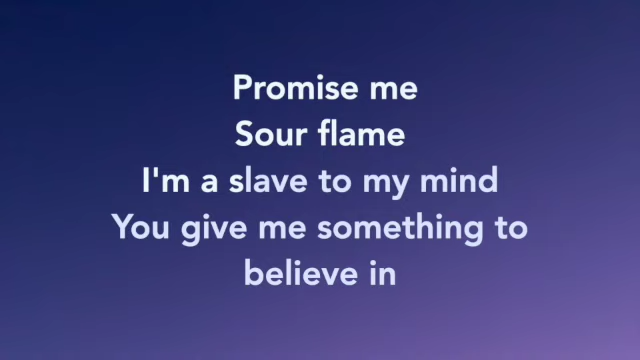 Promise me
Sour flame
I'm a slave to my mind
You give me something to
believe in